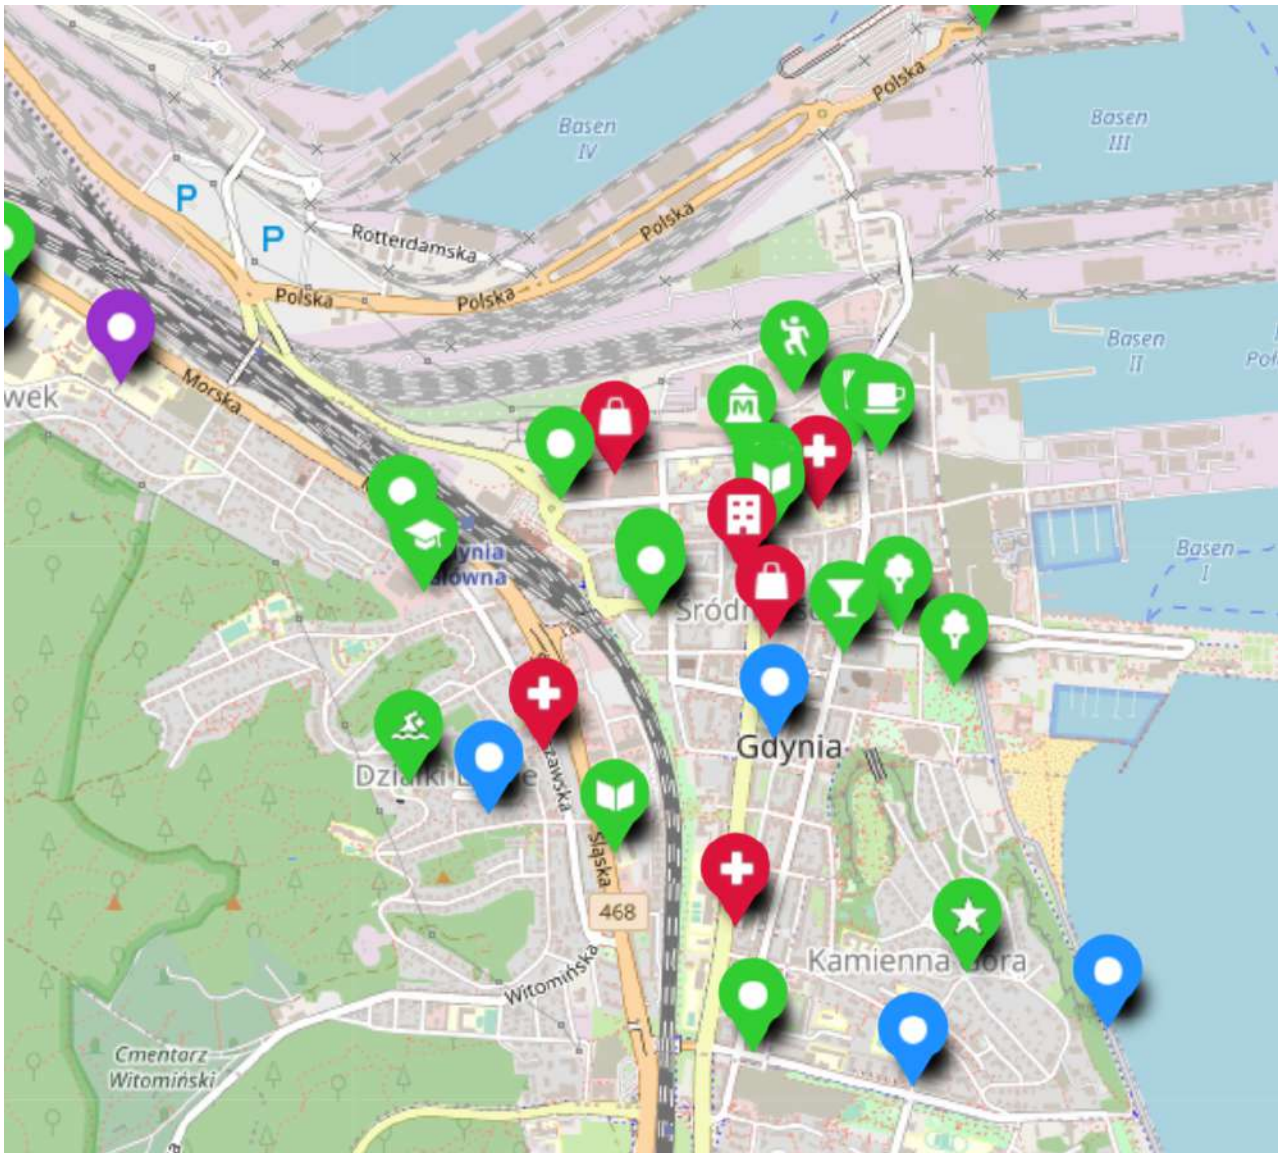 Polska
Basen
IV
Basen
III
P
P
Rotterdamska
Polska
Polska
Polska
Basen
II
Morska
wek
Basen
I
Gdynia
468
Śląska
Kamienna
Witomińska
Cmentarz
Witomiński
M